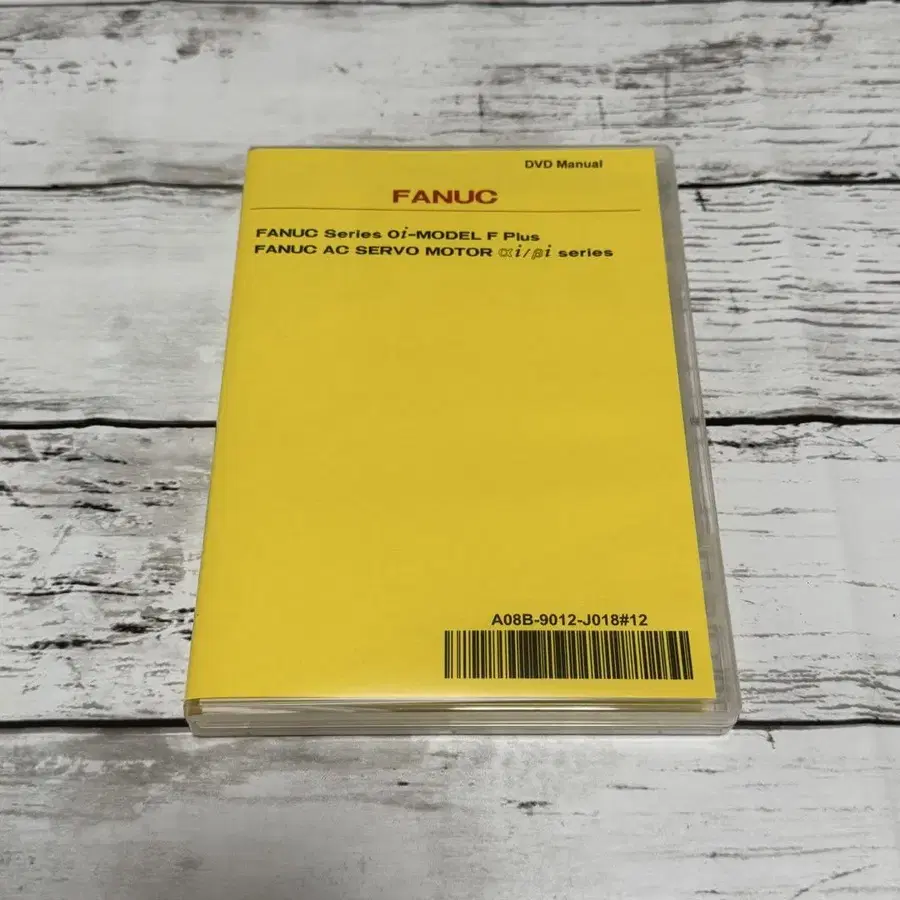 DVD Manual
FANUC
FANUC Series 0i-MODEL F Plus
FANUC AC SERVO MOTOR αi/βi series
A08B-9012-J018#12